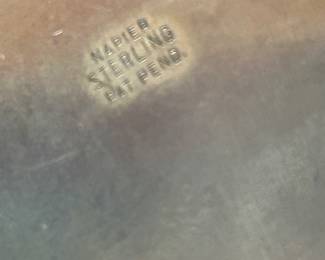 NAPIER
STERLING
PAT PEND.